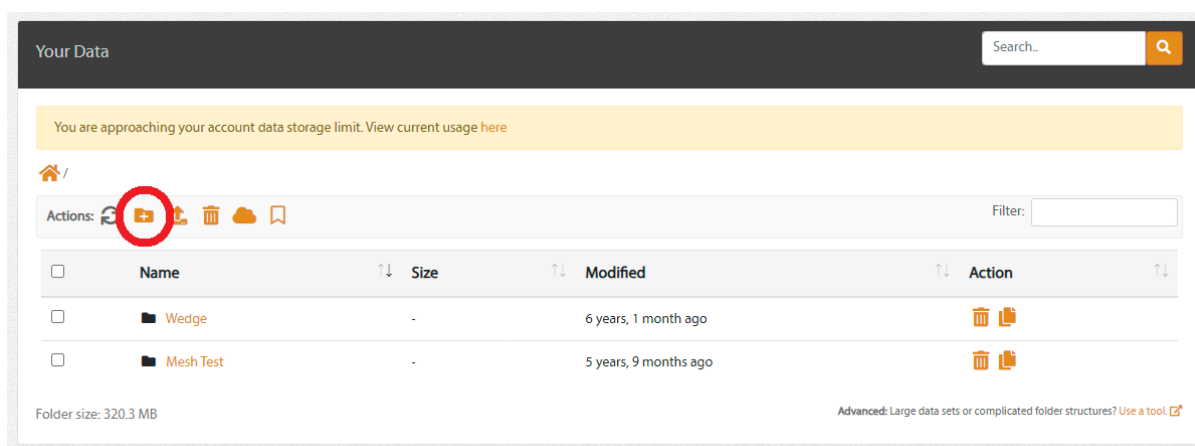 Your Data
Search..
You are approaching your account data storage limit. View current usage here
/
Actions:
Filter:
Name Size Modified Action
Wedge - 6 years, 1 month ago
Mesh Test - 5 years, 9 months ago
Folder size: 320.3 MB
Advanced: Large data sets or complicated folder structures? Use a tool.